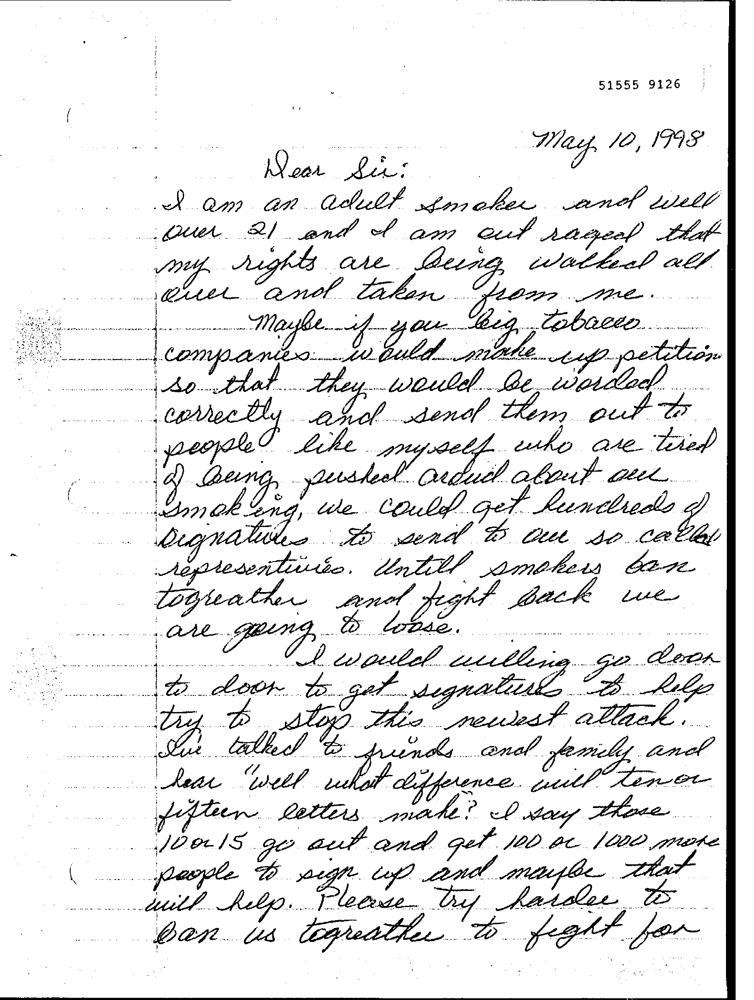 51555 9126
May 10, 1998
Dear Sir:
I am an adult smoker and well
over 21 and I am out raged that
my rights are being walked all
over and taken from me.
Maybe if you big tobacco
companies would make up petition
so that they would be worded
correctly and send them out to
people like myself who are tired
of being pushed aroud about our
smokeing, we could get hundreds of
signatures to send to our so called
representivies. Untill smokers ban
togreather and fight back we
are going to loose.
I would willing go door
to door to get signatures to help
try to stop this newest attack.
I've talked to friends and family and
hear "well what difference will ten or
fifteen letters make? I say those
10 or 15 go out and get 100 or 1000 more
people to sign up and maybe that
will help. Please try harder to
ban us togreather to fight for